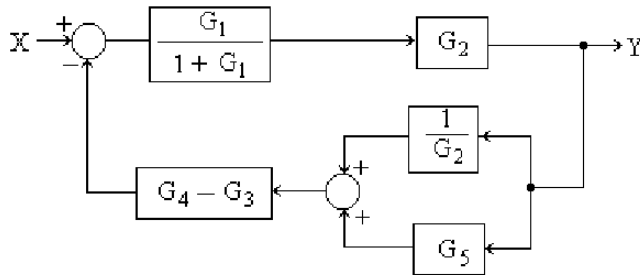 X + − G₁ / 1 + G₁ G₂ Y
1 / G₂
+
G₄ − G₃
+
G₅